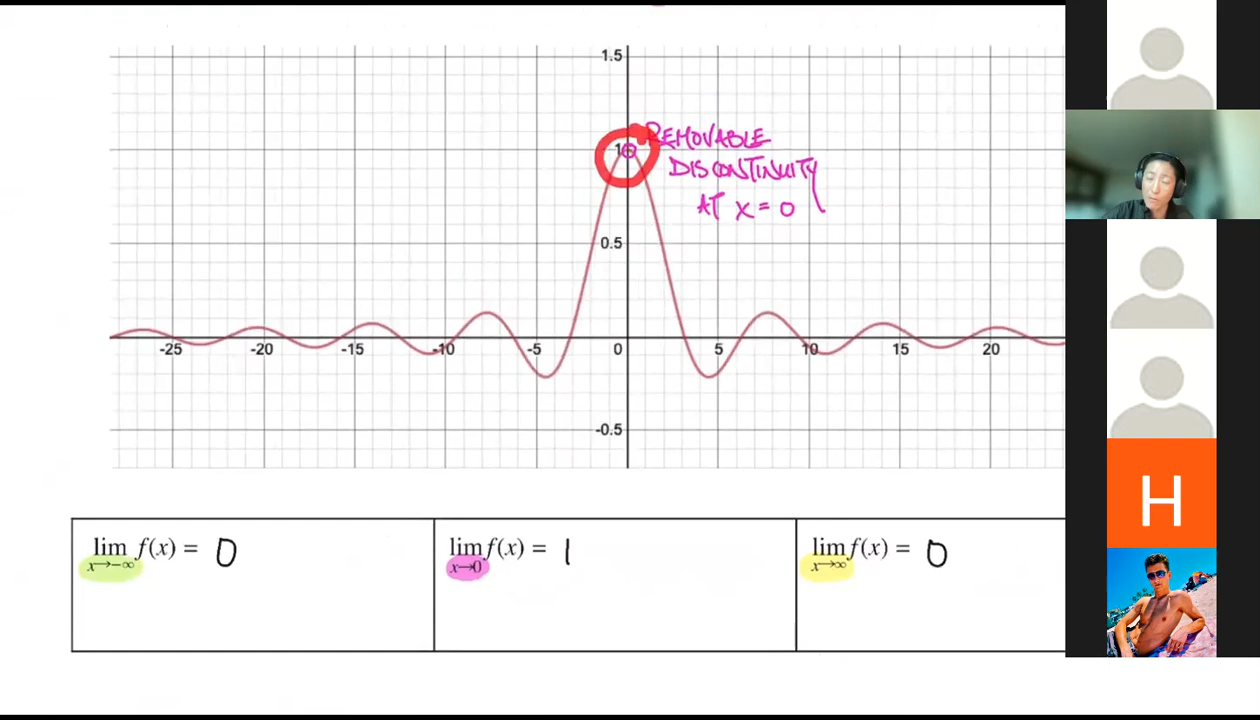 1.5
1
REMOVABLE
DISCONTINUITY
AT x = 0
0.5
-25 -20 -15 -10 -5 0 5 10 15 20
-0.5
lim f(x) = 0
x→-∞
lim f(x) = 1
x→0
lim f(x) = 0
x→∞
H